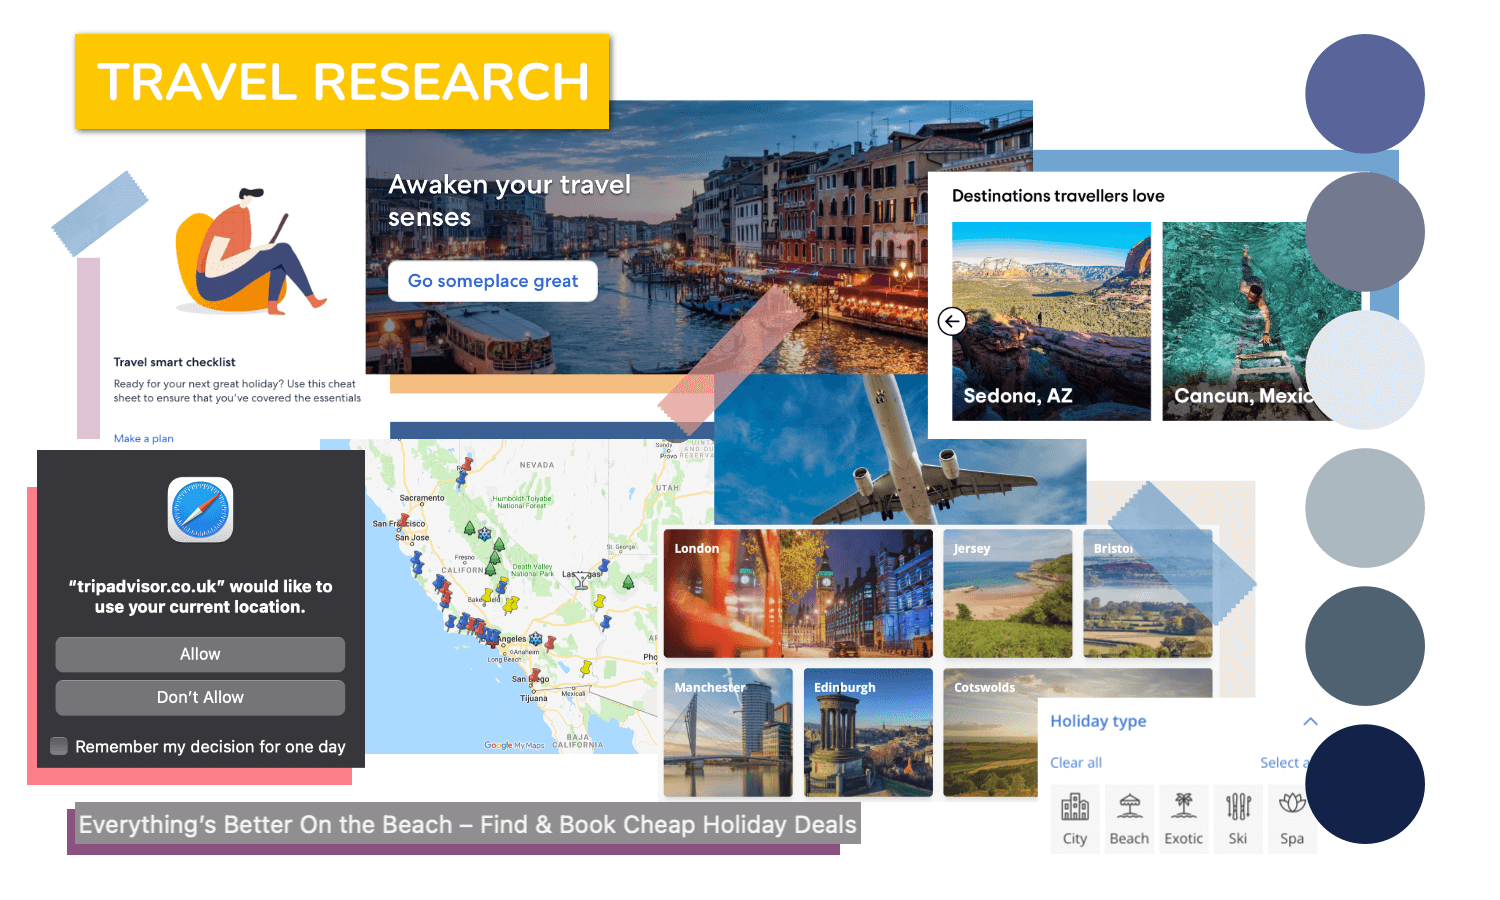 TRAVEL RESEARCH
Awaken your travel
senses
Go someplace great
Destinations travellers love
Sedona, AZ
Cancun, Mexic
Travel smart checklist
Ready for your next great holiday? Use this cheat
sheet to ensure that you've covered the essentials
Make a plan
"tripadvisor.co.uk" would like to
use your current location.
Allow
Don't Allow
Remember my decision for one day
NEVADA
UTAH
Sandy
Provo
RESERVA
Sacramento
Humboldt-Toiyabe
National Forest
San Francisco
San Jose
St. George
Fresno
Death Valley
National Park
CALIFORN
Las Vegas
Angeles
Long Beach
Anaheim
San Diego
Mexicali
Tijuana
Pho
BAJA
CALIFORNIA
Google My Maps
London
Jersey
Bristol
Manchester
Edinburgh
Cotswolds
Holiday type
Clear all
Select a
City
Beach
Exotic
Ski
Spa
Everything's Better On the Beach – Find & Book Cheap Holiday Deals